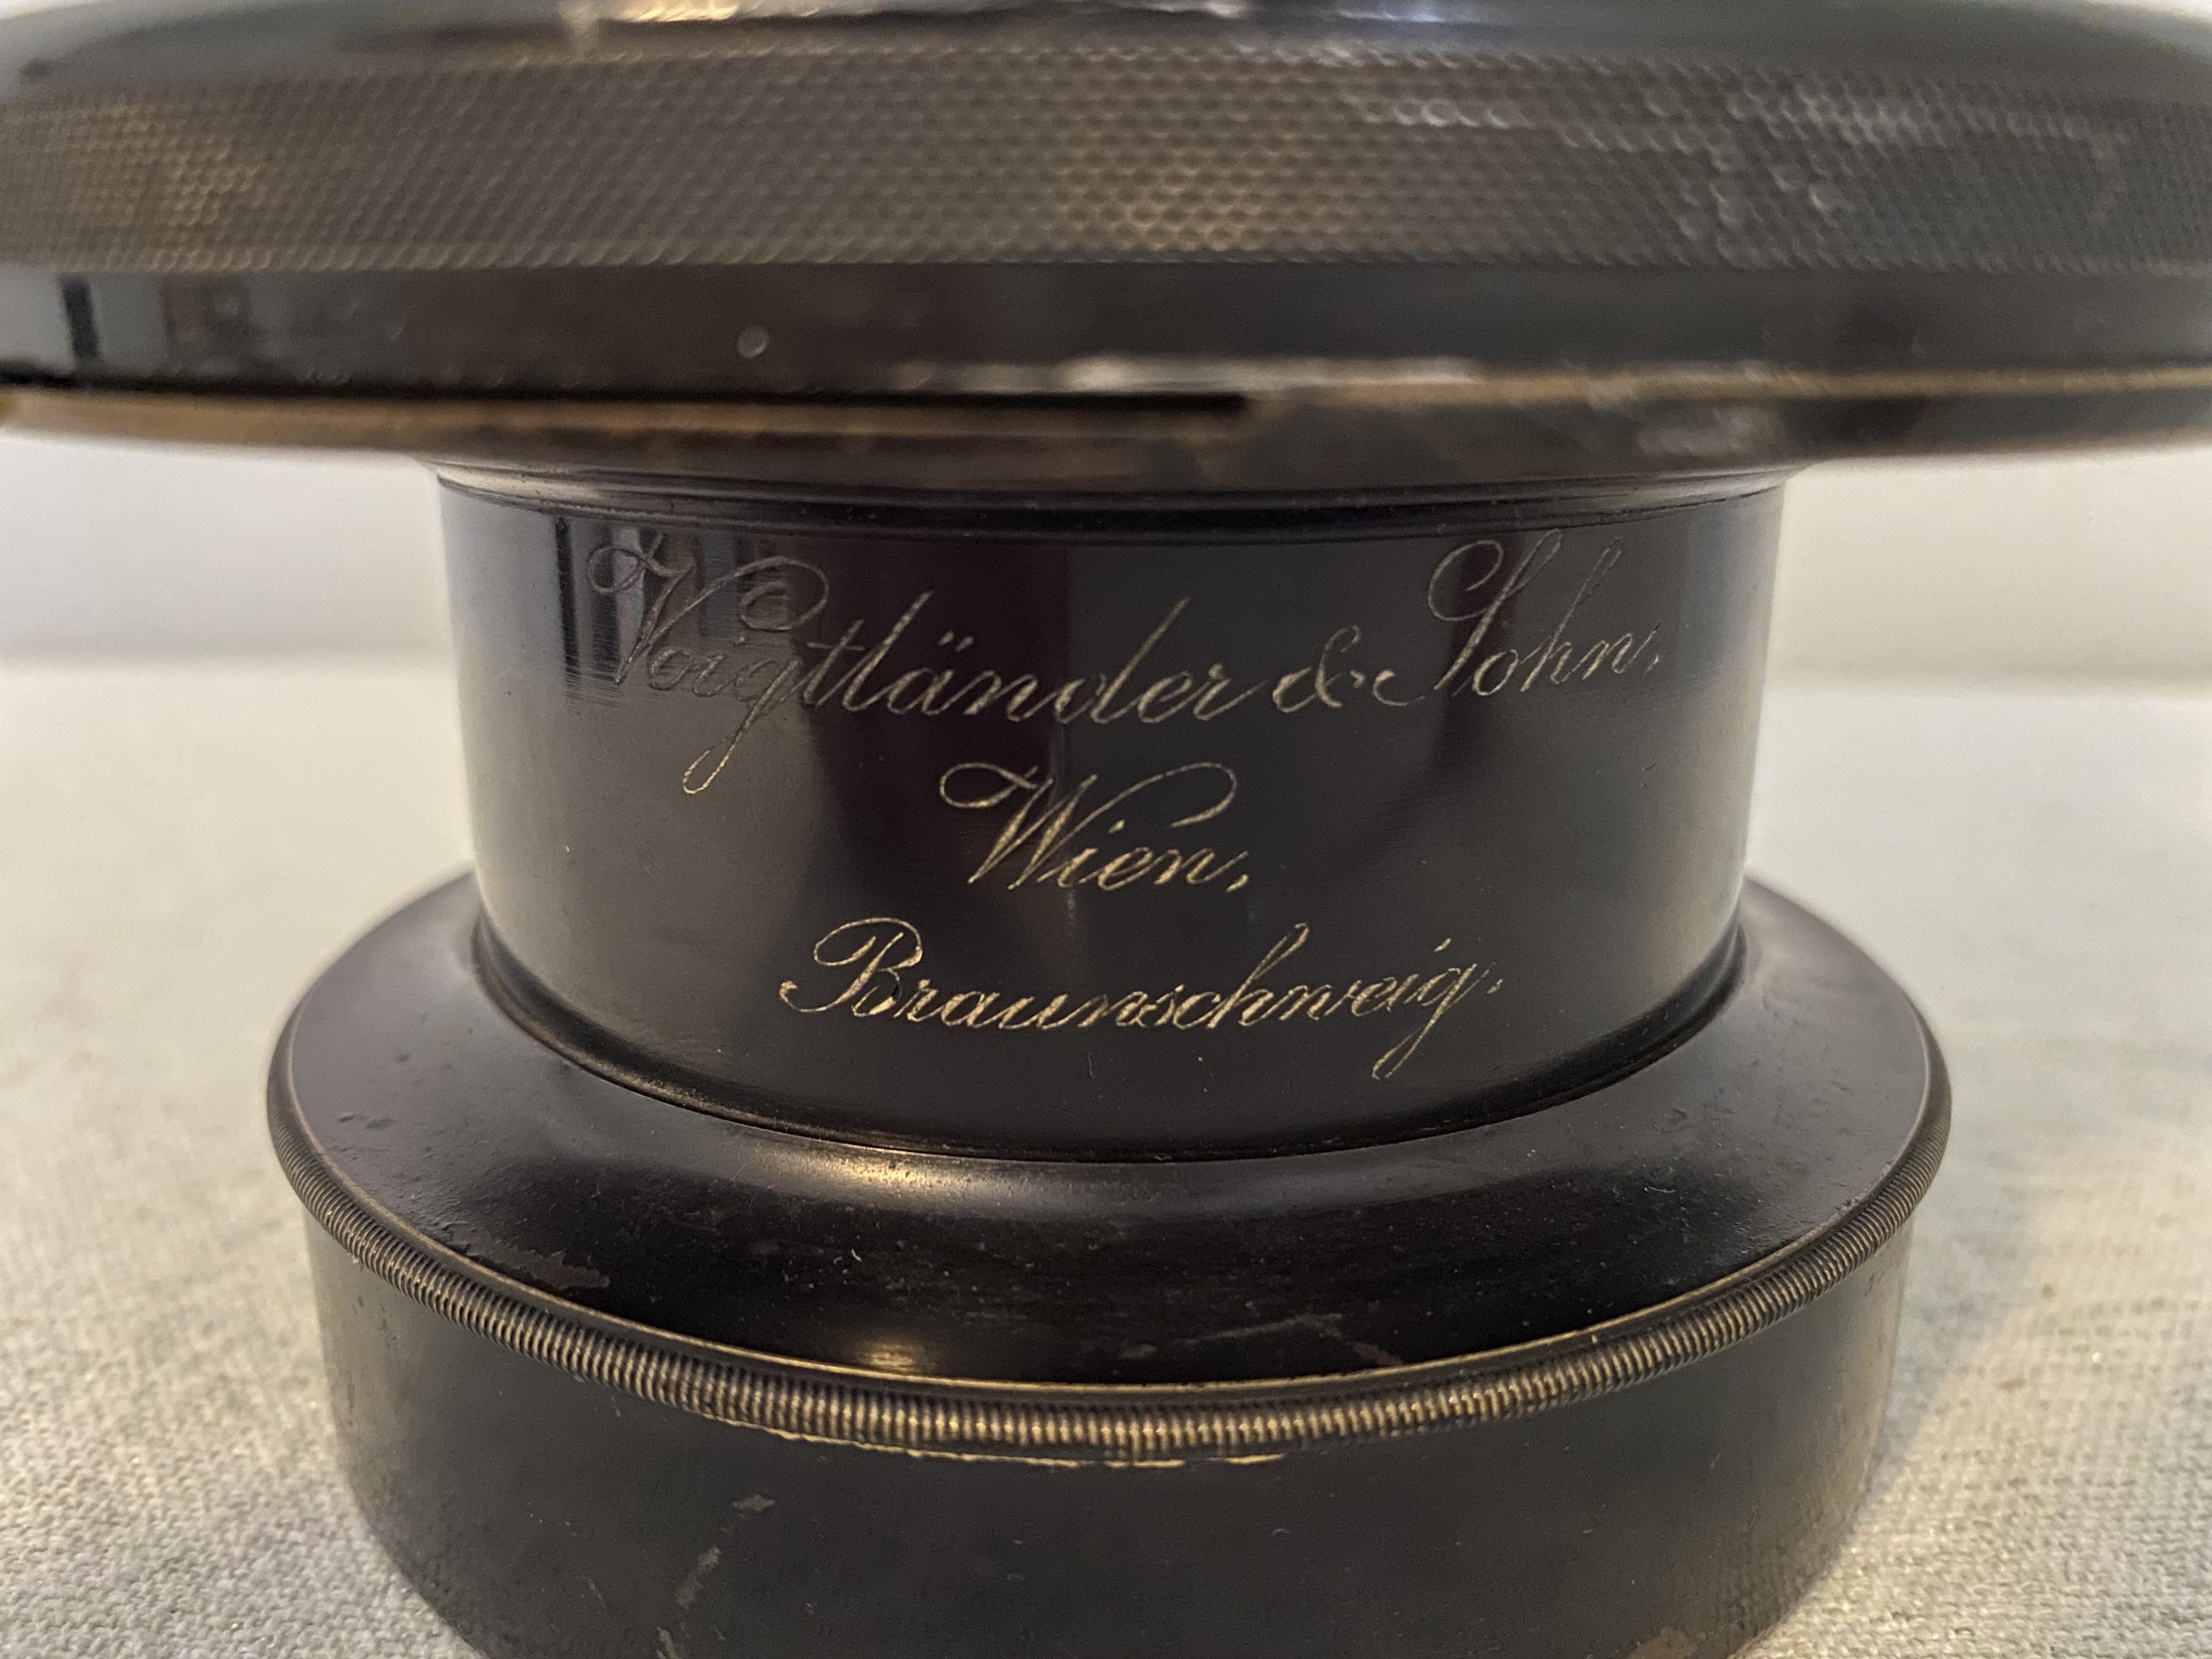 Voigtländer & Sohn,
Wien,
Braunschweig.